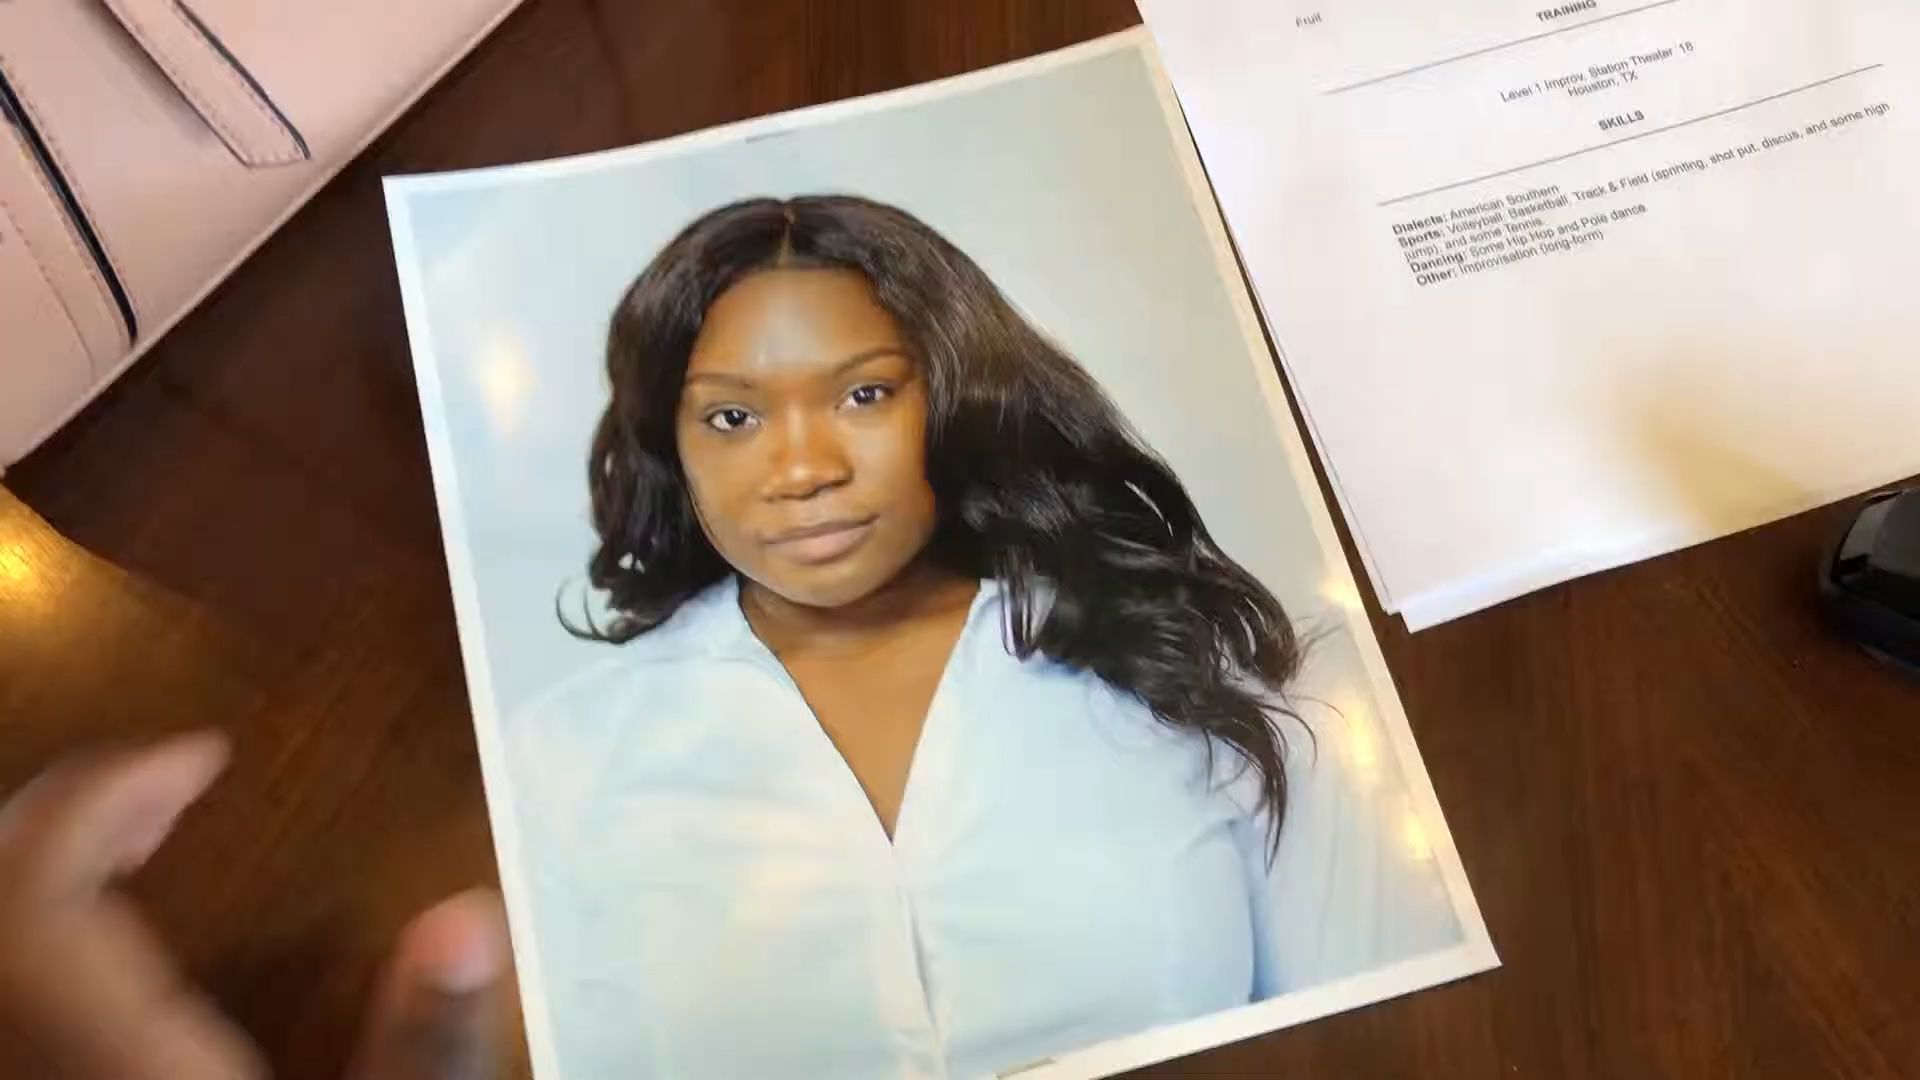 Fruit
TRAINING
Level 1 Improv, Station Theater '16
Houston, TX
SKILLS
Dialects: American Southern
Sports: Volleyball, Basketball, Track & Field (sprinting, shot put, discus, and some high
jump), and some Tennis.
Dancing: Some Hip Hop and Pole dance
Other: Improvisation (long-form)